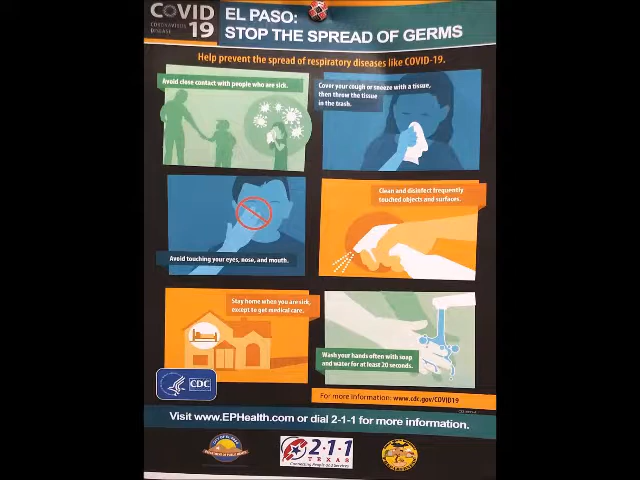 COVID
CORONAVIRUS
DISEASE
19
EL PASO:
STOP THE SPREAD OF GERMS
Help prevent the spread of respiratory diseases like COVID-19.
Avoid close contact with people who are sick.
Cover your cough or sneeze with a tissue,
then throw the tissue
in the trash.
Avoid touching your eyes, nose, and mouth.
Clean and disinfect frequently
touched objects and surfaces.
Stay home when you are sick,
except to get medical care.
Wash your hands often with soap
and water for at least 20 seconds.
CDC
For more information: www.cdc.gov/COVID19
Visit www.EPHealth.com or dial 2-1-1 for more information.
2-1-1
TEXAS
Connecting People and Services